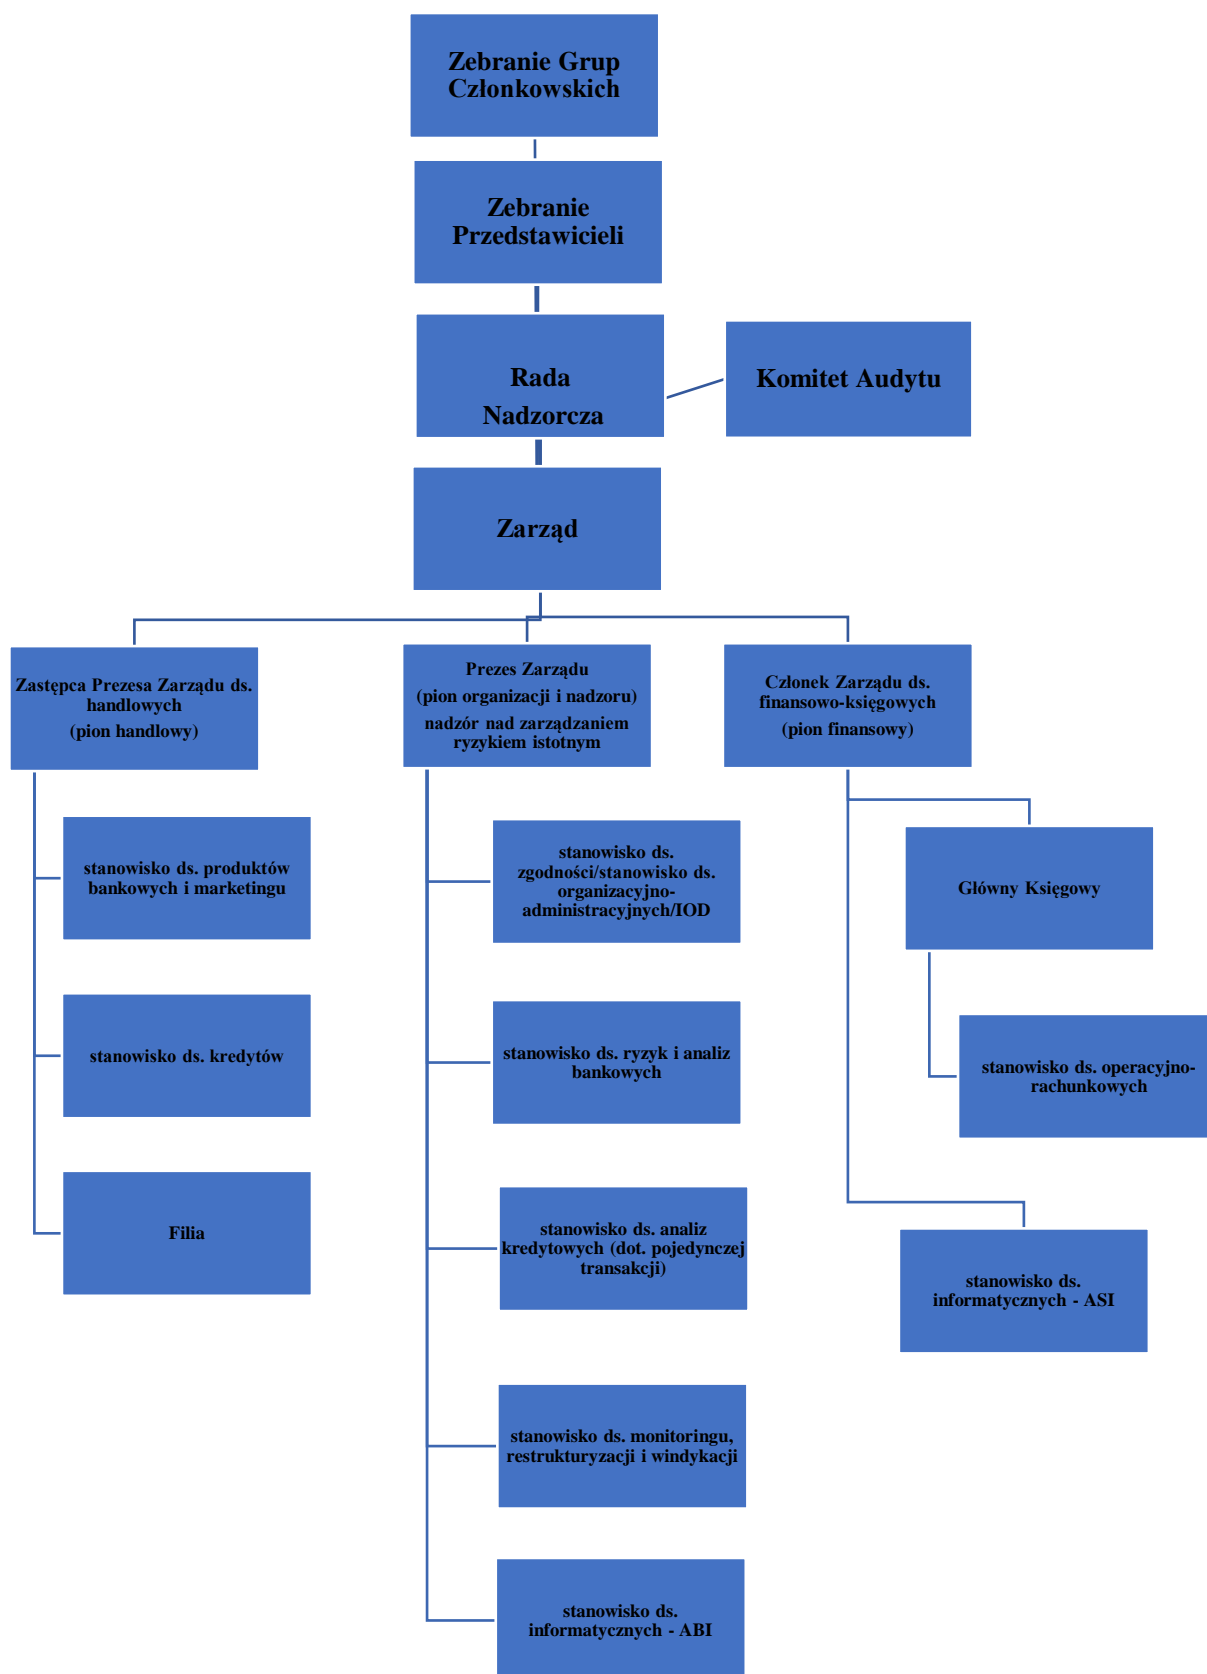 Zebranie Grup
Członkowskich
Zebranie
Przedstawicieli
Rada
Nadzorcza
Komitet Audytu
Zarząd
Zastępca Prezesa Zarządu ds.
handlowych
(pion handlowy)
Prezes Zarządu
(pion organizacji i nadzoru)
nadzór nad zarządzaniem
ryzykiem istotnym
Członek Zarządu ds.
finansowo-księgowych
(pion finansowy)
stanowisko ds. produktów
bankowych i marketingu
stanowisko ds. kredytów
Filia
stanowisko ds.
zgodności/stanowisko ds.
organizacyjno-
administracyjnych/IOD
stanowisko ds. ryzyk i analiz
bankowych
stanowisko ds. analiz
kredytowych (dot. pojedynczej
transakcji)
stanowisko ds. monitoringu,
restrukturyzacji i windykacji
stanowisko ds.
informatycznych - ABI
Główny Księgowy
stanowisko ds. operacyjno-
rachunkowych
stanowisko ds.
informatycznych - ASI